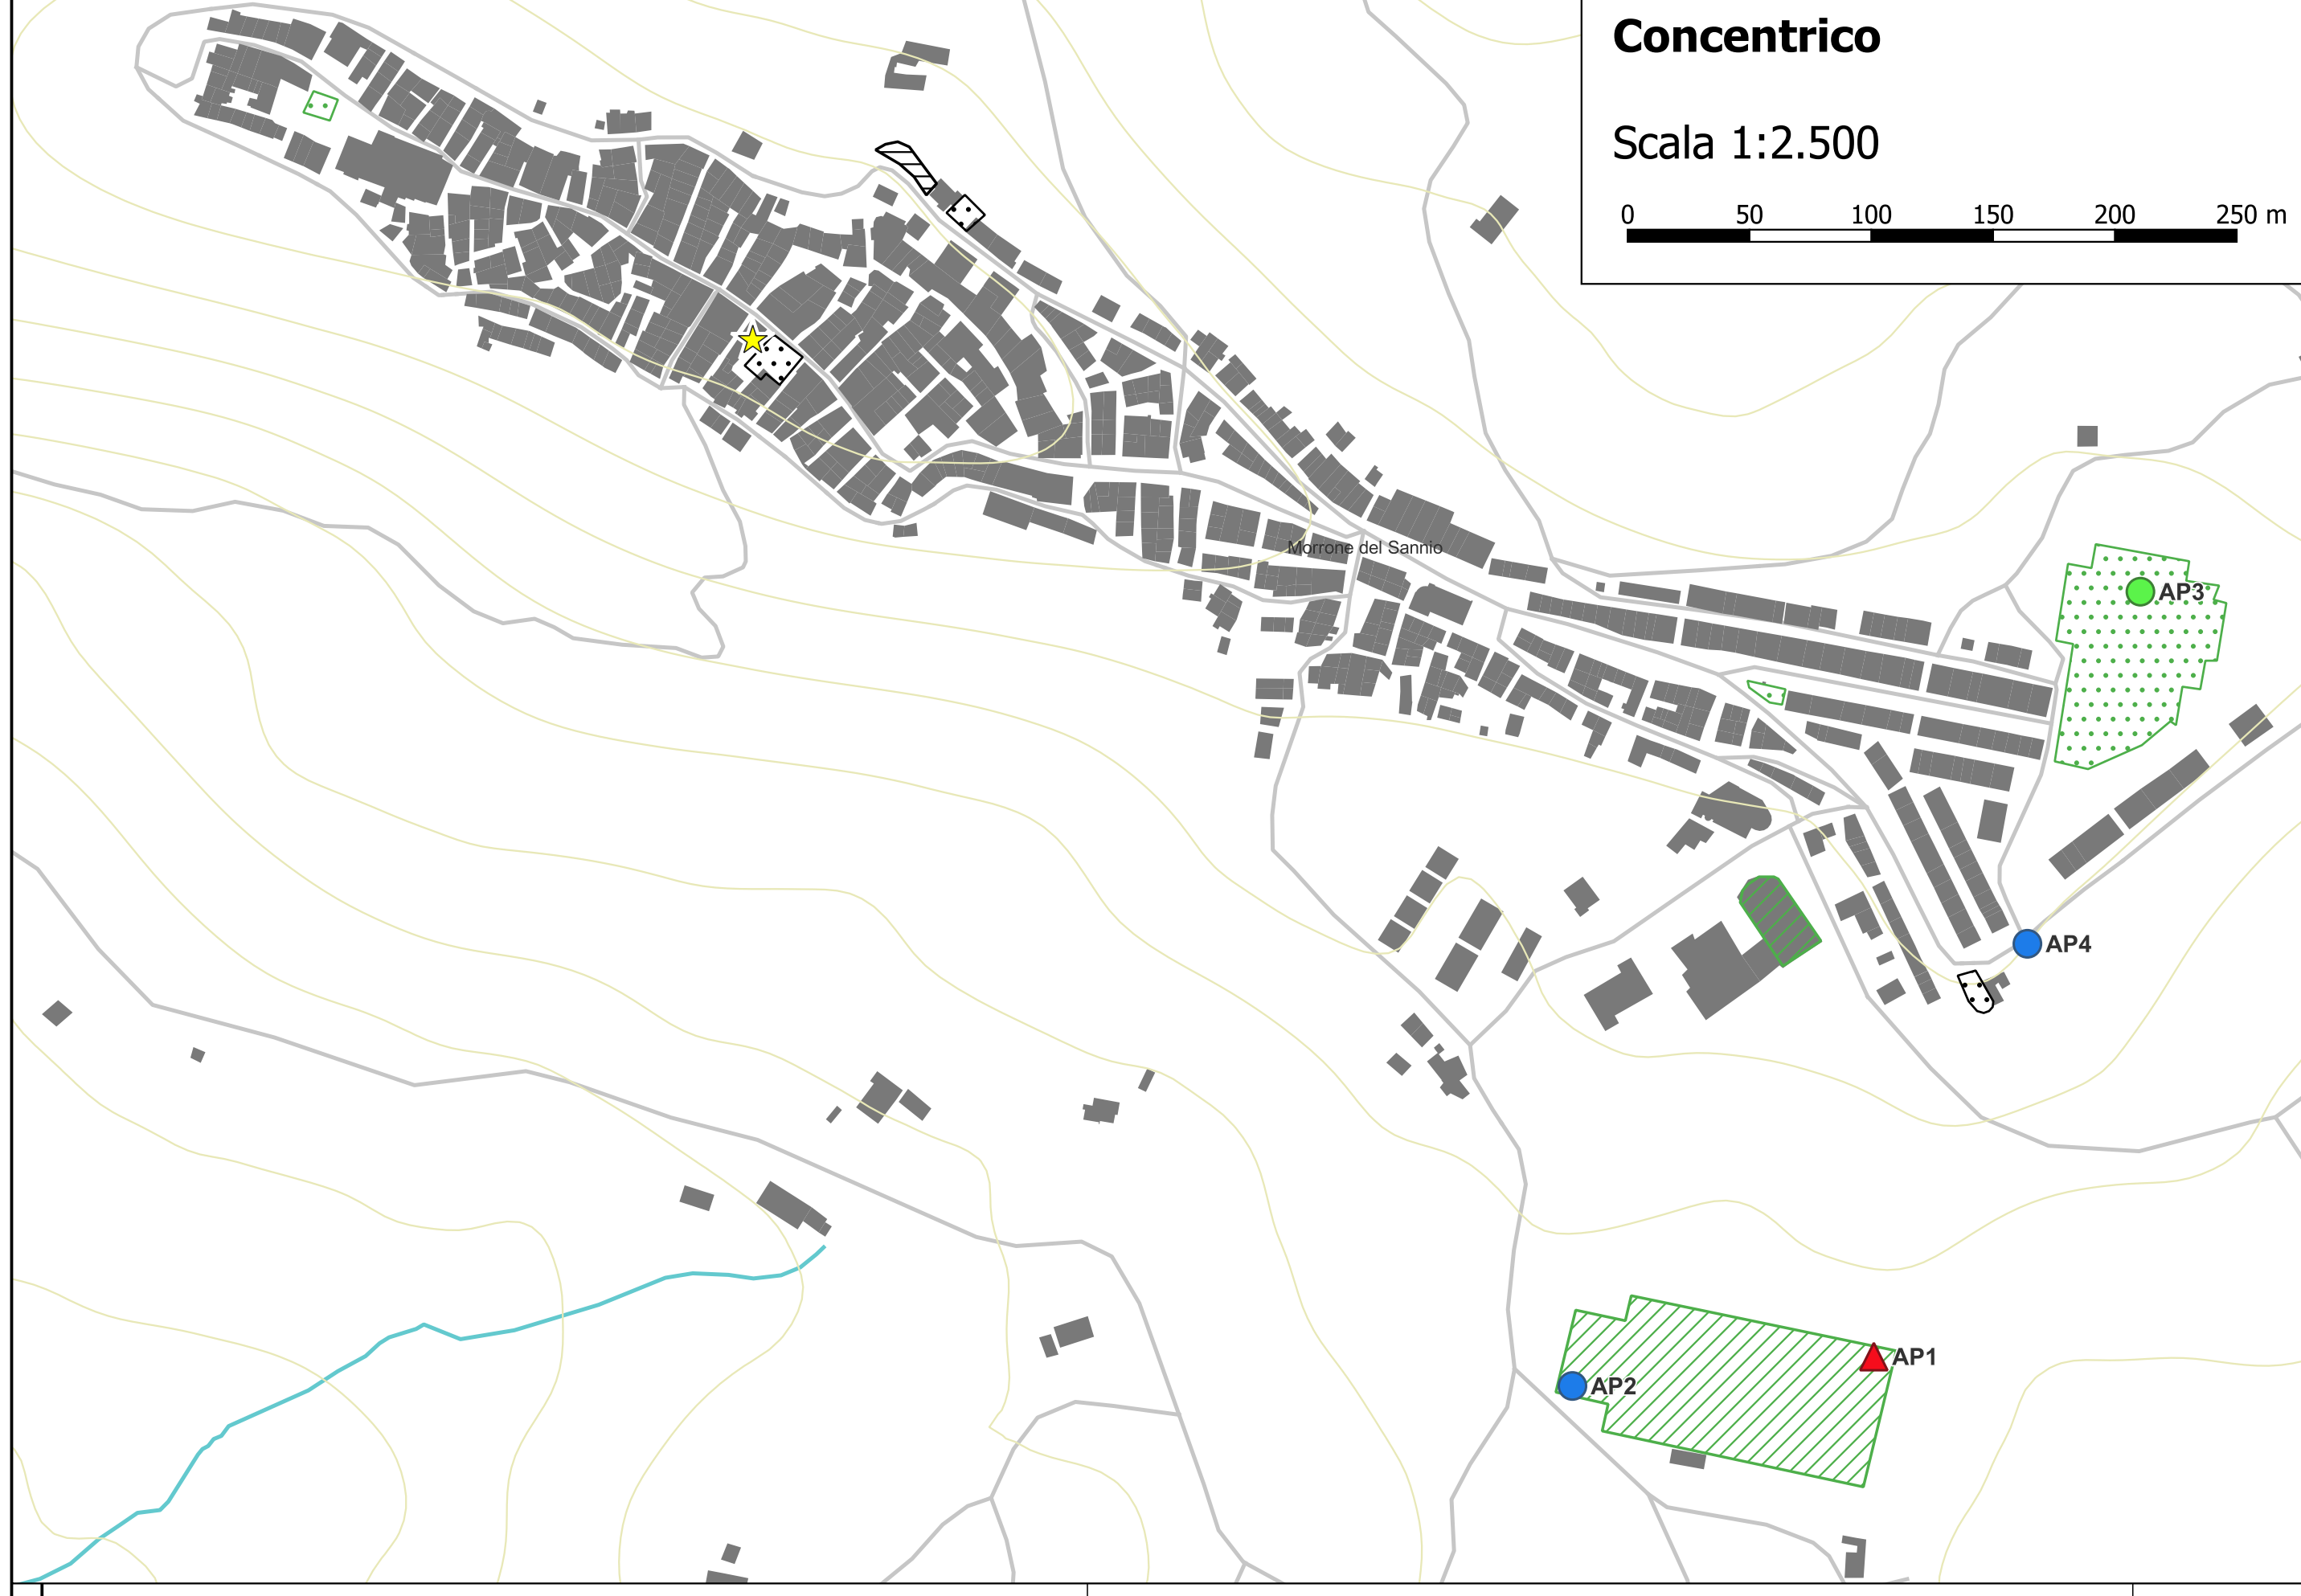 Concentrico
Scala 1:2.500
0 50 100 150 200 250 m
Morrone del Sannio
AP3
AP4
AP1
AP2